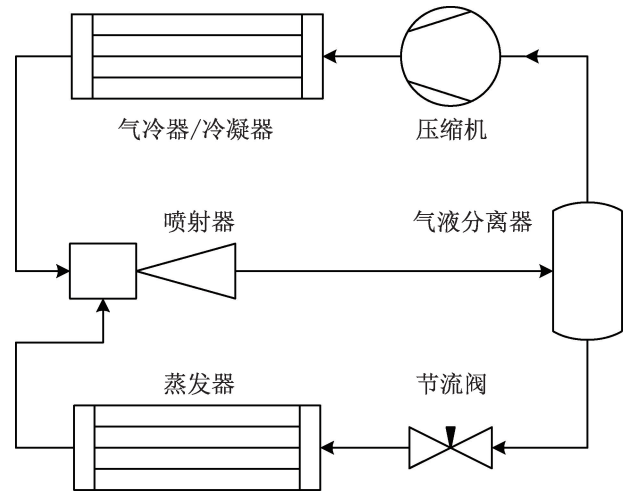 气冷器/冷凝器
压缩机
喷射器
气液分离器
蒸发器
节流阀